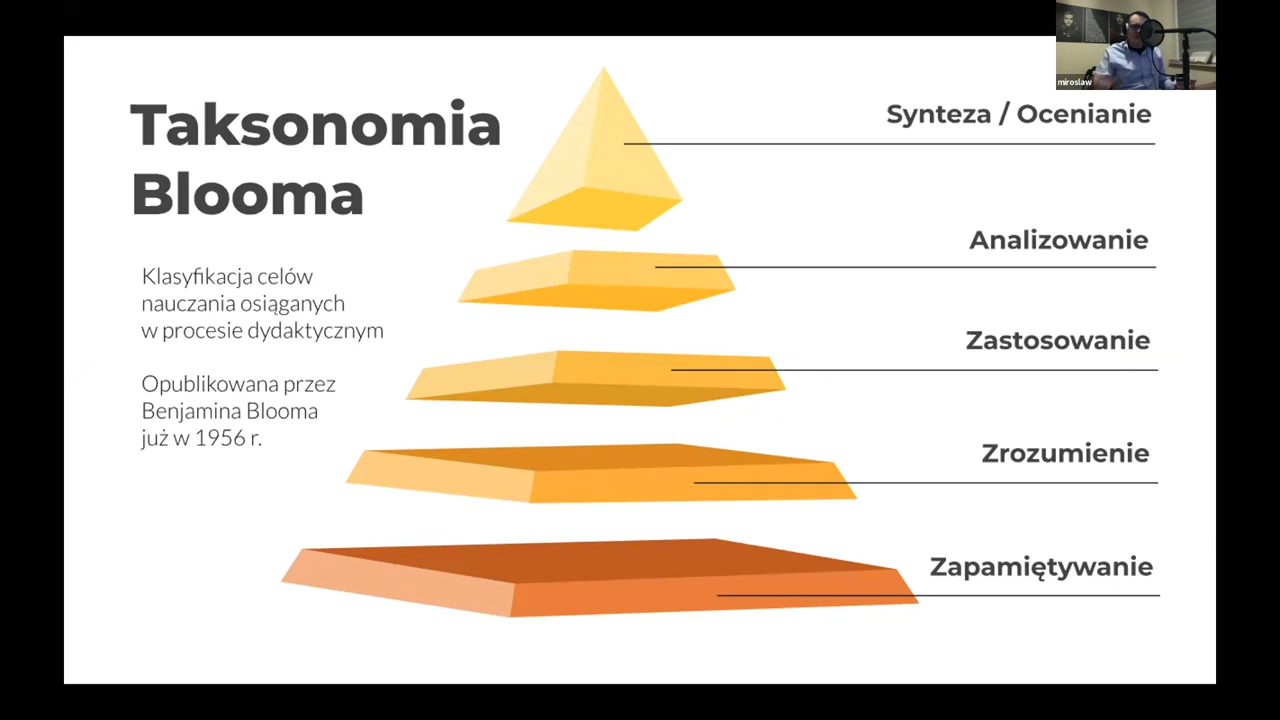 miroslaw
Taksonomia
Blooma
Klasyfikacja celów
nauczania osiąganych
w procesie dydaktycznym
Opublikowana przez
Benjamina Blooma
już w 1956 r.
Synteza / Ocenianie
Analizowanie
Zastosowanie
Zrozumienie
Zapamiętywanie